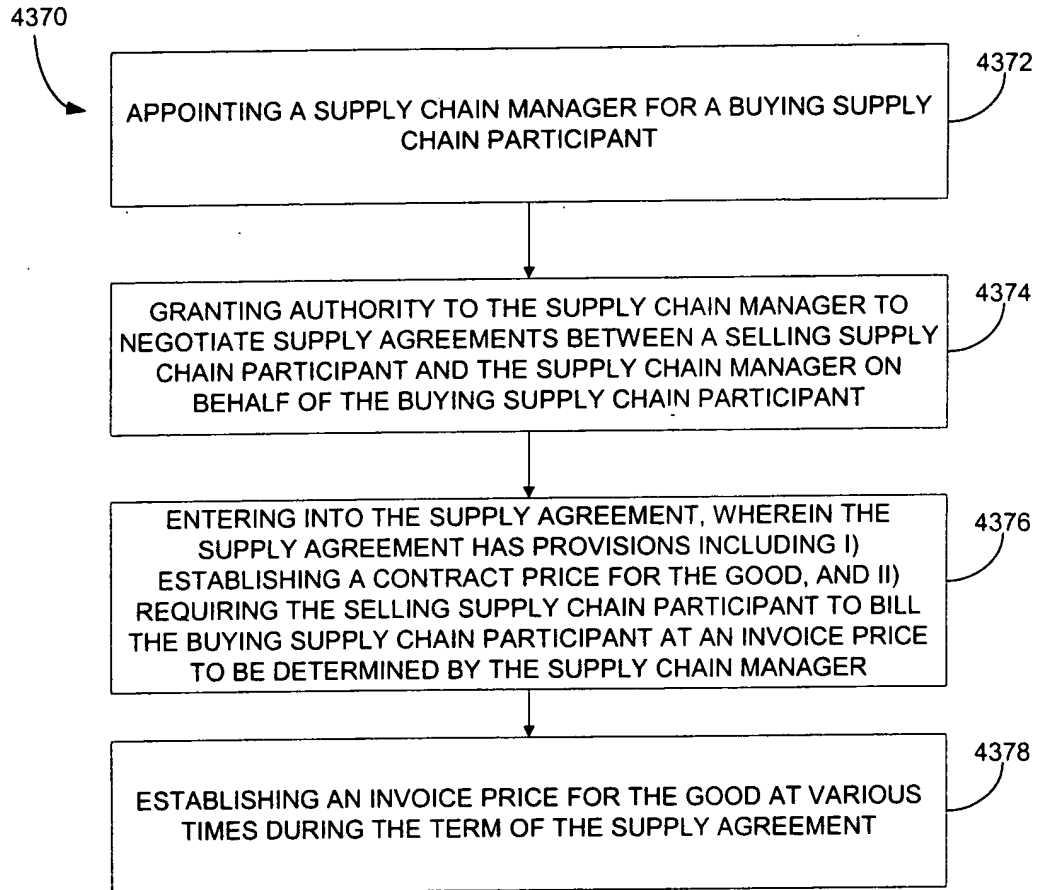 4370
4372
APPOINTING A SUPPLY CHAIN MANAGER FOR A BUYING SUPPLY
CHAIN PARTICIPANT
4374
GRANTING AUTHORITY TO THE SUPPLY CHAIN MANAGER TO
NEGOTIATE SUPPLY AGREEMENTS BETWEEN A SELLING SUPPLY
CHAIN PARTICIPANT AND THE SUPPLY CHAIN MANAGER ON
BEHALF OF THE BUYING SUPPLY CHAIN PARTICIPANT
4376
ENTERING INTO THE SUPPLY AGREEMENT, WHEREIN THE
SUPPLY AGREEMENT HAS PROVISIONS INCLUDING I)
ESTABLISHING A CONTRACT PRICE FOR THE GOOD, AND II)
REQUIRING THE SELLING SUPPLY CHAIN PARTICIPANT TO BILL
THE BUYING SUPPLY CHAIN PARTICIPANT AT AN INVOICE PRICE
TO BE DETERMINED BY THE SUPPLY CHAIN MANAGER
4378
ESTABLISHING AN INVOICE PRICE FOR THE GOOD AT VARIOUS
TIMES DURING THE TERM OF THE SUPPLY AGREEMENT